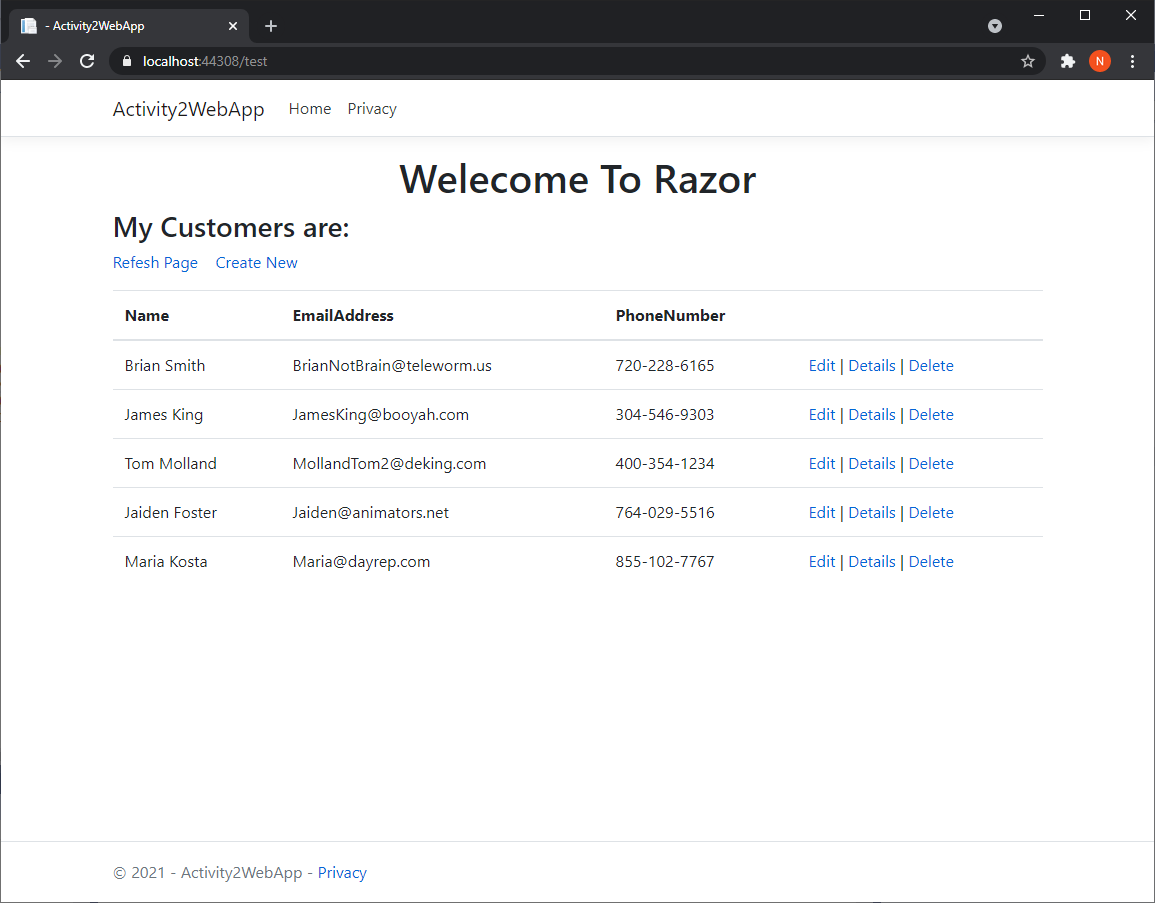 - Activity2WebApp
localhost:44308/test
N
Activity2WebApp Home Privacy
Welecome To Razor
My Customers are:
Refesh Page Create New
Name EmailAddress PhoneNumber
Brian Smith BrianNotBrain@teleworm.us 720-228-6165 Edit | Details | Delete
James King JamesKing@booyah.com 304-546-9303 Edit | Details | Delete
Tom Molland MollandTom2@deking.com 400-354-1234 Edit | Details | Delete
Jaiden Foster Jaiden@animators.net 764-029-5516 Edit | Details | Delete
Maria Kosta Maria@dayrep.com 855-102-7767 Edit | Details | Delete
© 2021 - Activity2WebApp - Privacy